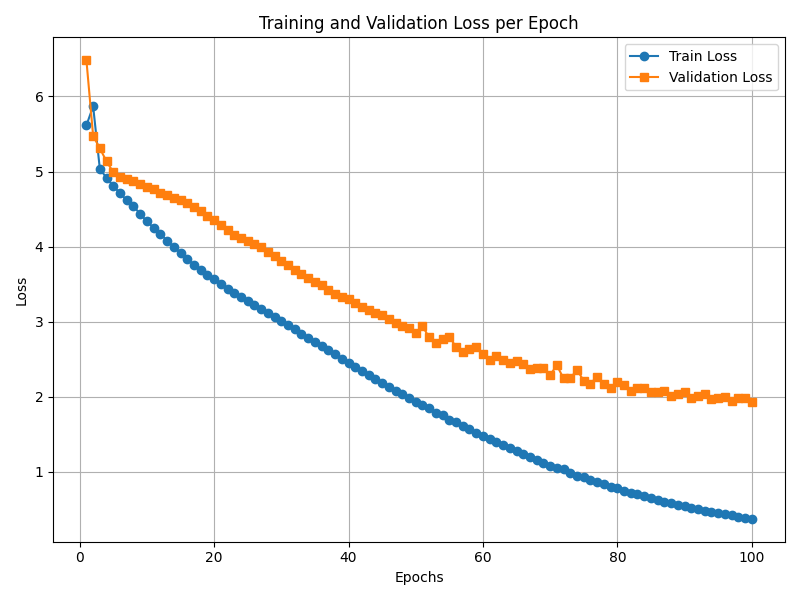 Training and Validation Loss per Epoch
Train Loss
Validation Loss
Loss
6
5
4
3
2
1
0 20 40 60 80 100
Epochs